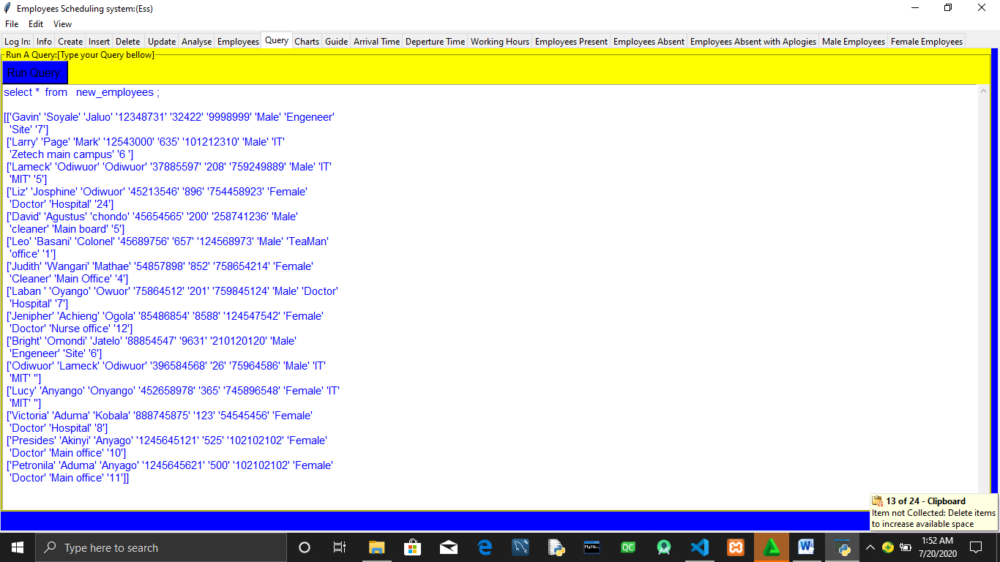 Employees Scheduling system:(Ess)
File Edit View
Log In: Info Create Insert Delete Update Analyse Employees Query Charts Guide Arrival Time Deperture Time Working Hours Employees Present Employees Absent Employees Absent with Aplogies Male Employees Female Employees
Run A Query:[Type your Query bellow]
Run Query:
select * from new_employees ;
[['Gavin' 'Soyale' 'Jaluo' '12348731' '32422' '9998999' 'Male' 'Engeneer'
'Site' '7']
['Larry' 'Page' 'Mark' '12543000' '635' '101212310' 'Male' 'IT'
'Zetech main campus' '6 ']
['Lameck' 'Odiwuor' 'Odiwuor' '37885597' '208' '759249889' 'Male' 'IT'
'MIT' '5']
['Liz' 'Josphine' 'Odiwuor' '45213546' '896' '754458923' 'Female'
'Doctor' 'Hospital' '24']
['David' 'Agustus' 'chondo' '45654565' '200' '258741236' 'Male'
'cleaner' 'Main board' '5']
['Leo' 'Basani' 'Colonel' '45689756' '657' '124568973' 'Male' 'TeaMan'
'office' '1']
['Judith' 'Wangari' 'Mathae' '54857898' '852' '758654214' 'Female'
'Cleaner' 'Main Office' '4']
['Laban ' 'Oyango' 'Owuor' '75864512' '201' '759845124' 'Male' 'Doctor'
'Hospital' '7']
['Jenipher' 'Achieng' 'Ogola' '85486854' '8588' '124547542' 'Female'
'Doctor' 'Nurse office' '12']
['Bright' 'Omondi' 'Jatelo' '88854547' '9631' '210120120' 'Male'
'Engeneer' 'Site' '6']
['Odiwuor' 'Lameck' 'Odiwuor' '396584568' '26' '75964586' 'Male' 'IT'
'MIT' '']
['Lucy' 'Anyango' 'Onyango' '452658978' '365' '745896548' 'Female' 'IT'
'MIT' '']
['Victoria' 'Aduma' 'Kobala' '888745875' '123' '54545456' 'Female'
'Doctor' 'Hospital' '8']
['Presides' 'Akinyi' 'Anyago' '1245645121' '525' '102102102' 'Female'
'Doctor' 'Main office' '10']
['Petronila' 'Aduma' 'Anyago' '1245645621' '500' '102102102' 'Female'
'Doctor' 'Main office' '11']]
13 of 24 - Clipboard
Item not Collected: Delete items
to increase available space
Type here to search
MySQL
QC
W
1:52 AM
7/20/2020